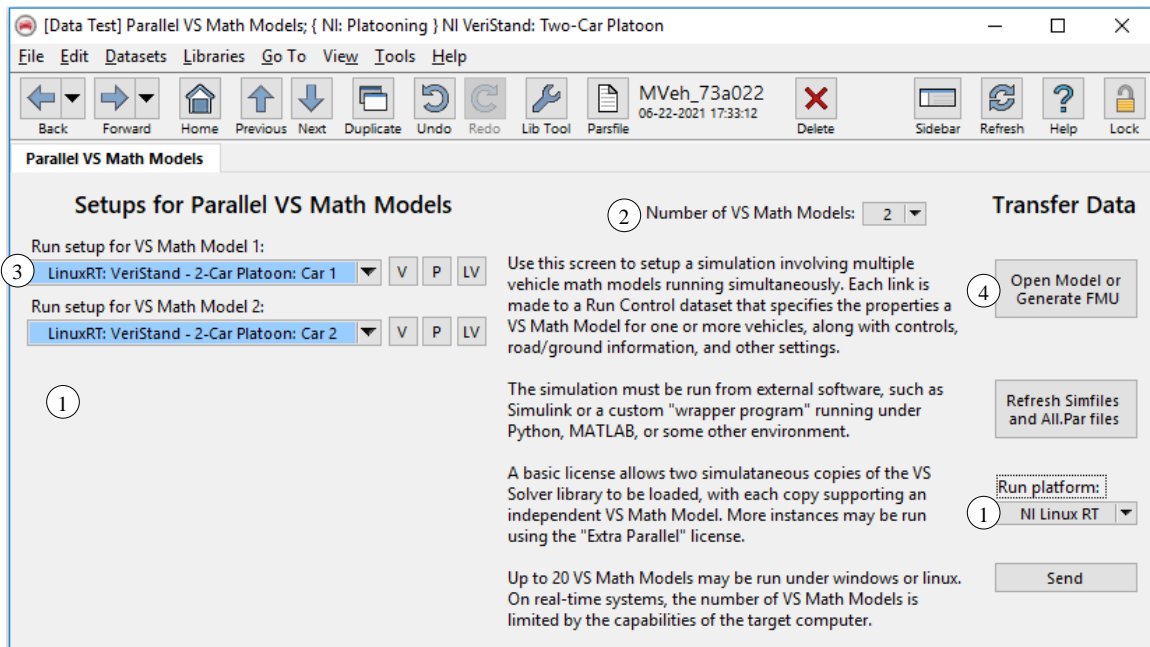 [Data Test] Parallel VS Math Models; { NI: Platooning } NI VeriStand: Two-Car Platoon
File Edit Datasets Libraries Go To View Tools Help
MVeh_73a022
06-22-2021 17:33:12
Back Forward Home Previous Next Duplicate Undo Redo Lib Tool Parsfile Delete Sidebar Refresh Help Lock
Parallel VS Math Models
Setups for Parallel VS Math Models
Run setup for VS Math Model 1:
3 LinuxRT: VeriStand - 2-Car Platoon: Car 1 V P LV
Run setup for VS Math Model 2:
LinuxRT: VeriStand - 2-Car Platoon: Car 2 V P LV
1
2 Number of VS Math Models: 2
Use this screen to setup a simulation involving multiple
vehicle math models running simultaneously. Each link is
made to a Run Control dataset that specifies the properties a
VS Math Model for one or more vehicles, along with controls,
road/ground information, and other settings.
The simulation must be run from external software, such as
Simulink or a custom "wrapper program" running under
Python, MATLAB, or some other environment.
A basic license allows two simulataneous copies of the VS
Solver library to be loaded, with each copy supporting an
independent VS Math Model. More instances may be run
using the "Extra Parallel" license.
Up to 20 VS Math Models may be run under windows or linux.
On real-time systems, the number of VS Math Models is
limited by the capabilities of the target computer.
Transfer Data
4 Open Model or
Generate FMU
Refresh Simfiles
and All.Par files
Run platform:
1 NI Linux RT
Send